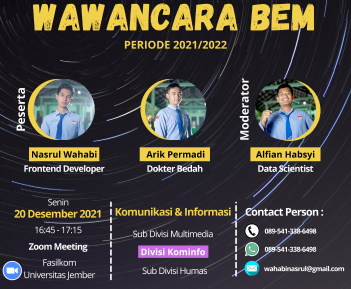 WAWANCARA BEM
PERIODE 2021/2022
Peserta
Moderator
Nasrul Wahabi
Frontend Developer
Arik Permadi
Dokter Bedah
Alfian Habsyi
Data Scientist
Senin
20 Desember 2021
16:45 - 17:15
Zoom Meeting
Fasilkom
Universitas Jember
Komunikasi & Informasi
Sub Divisi Multimedia
Divisi Kominfo
Sub Divisi Humas
Contact Person :
089-541-338-6498
089-541-338-6498
wahabinasrul@gmail.com